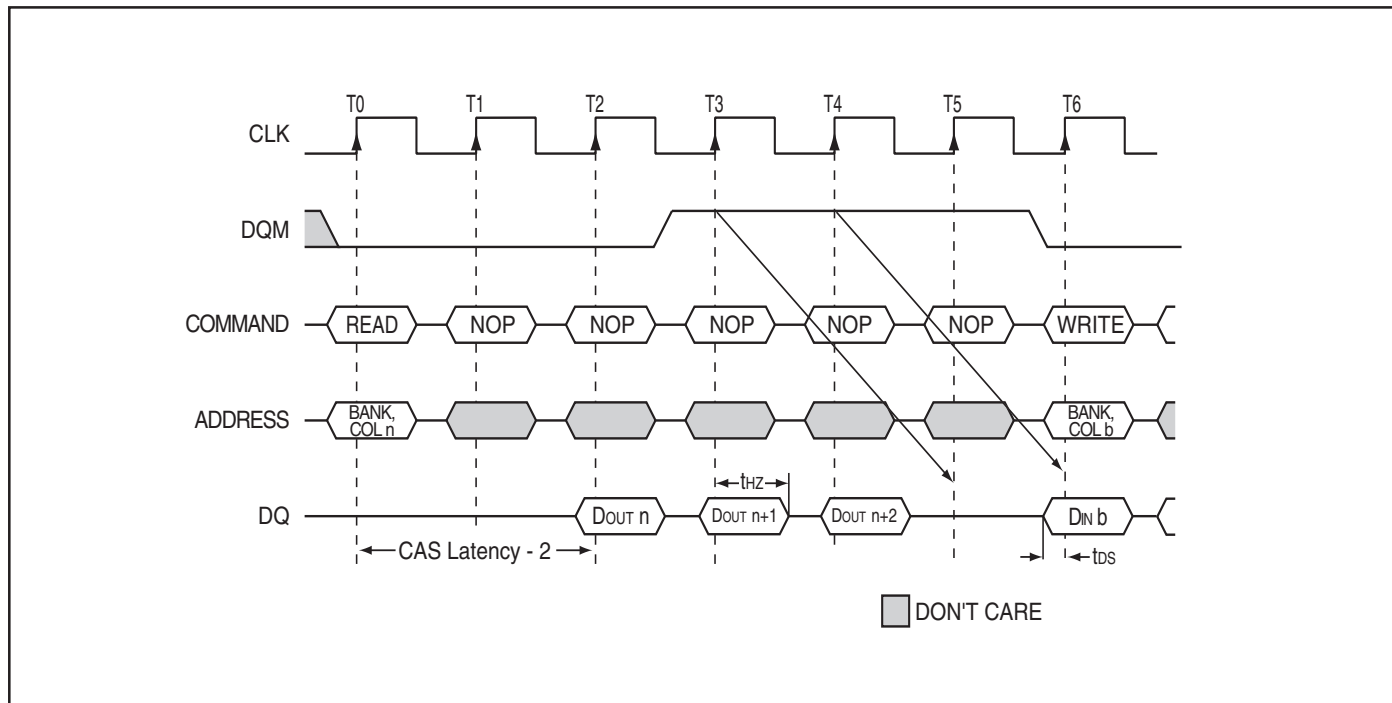 T0 T1 T2 T3 T4 T5 T6
CLK
DQM
COMMAND READ NOP NOP NOP NOP NOP WRITE
ADDRESS BANK, COL n BANK, COL b
tHZ
DQ DOUT n DOUT n+1 DOUT n+2 DIN b
CAS Latency - 2 tDS
DON'T CARE